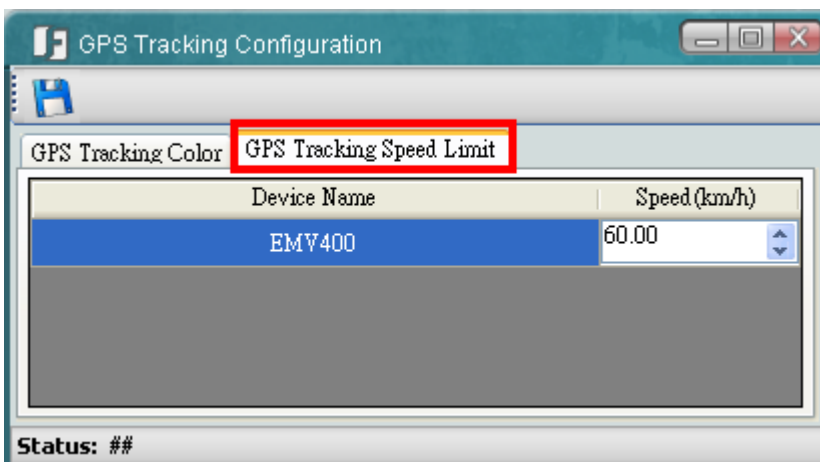 GPS Tracking Configuration
GPS Tracking Color GPS Tracking Speed Limit
Device Name Speed(km/h)
EMV400 60.00
Status: ##